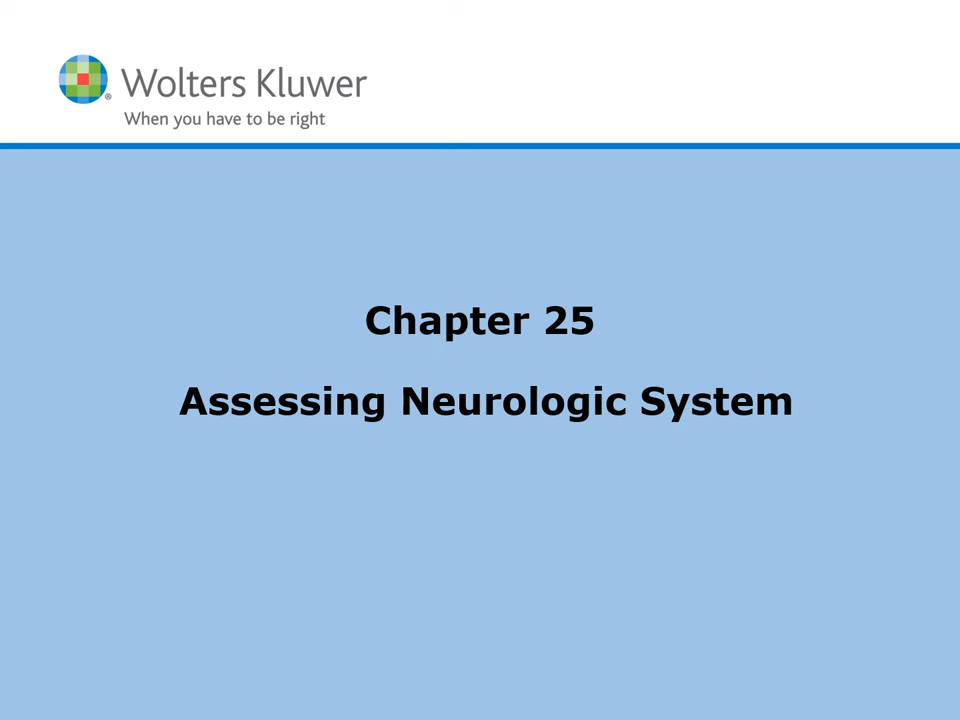 Wolters Kluwer
®
When you have to be right
Chapter 25
Assessing Neurologic System